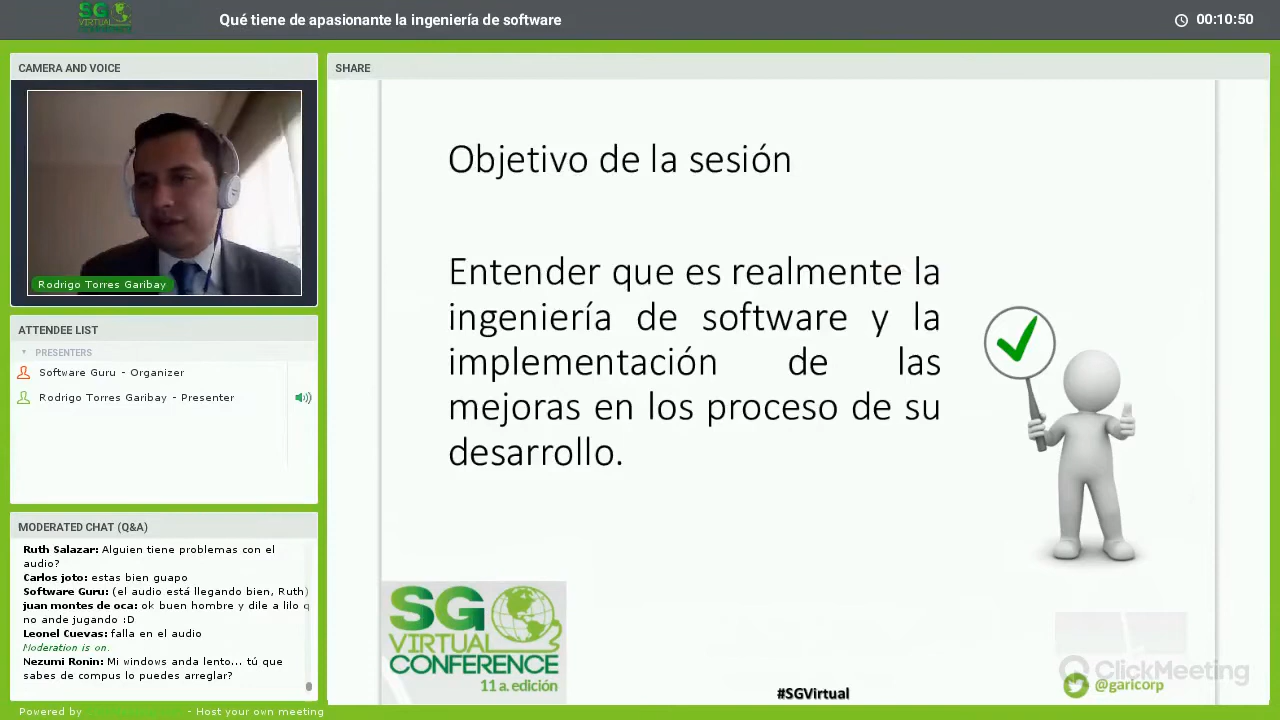 SG
VIRTUAL
Qué tiene de apasionante la ingeniería de software
00:10:50
CAMERA AND VOICE
Rodrigo Torres Garibay
ATTENDEE LIST
PRESENTERS
Software Guru - Organizer
Rodrigo Torres Garibay - Presenter
MODERATED CHAT (Q&A)
Ruth Salazar: Alguien tiene problemas con el
audio?
Carlos joto: estas bien guapo
Software Guru: (el audio está llegando bien, Ruth)
juan montes de oca: ok buen hombre y dile a lilo q
no ande jugando :D
Leonel Cuevas: falla en el audio
Moderation is on.
Nezumi Ronin: Mi windows anda lento... tú que
sabes de compus lo puedes arreglar?
Powered by
- Host your own meeting
SHARE
Objetivo de la sesión
Entender que es realmente la
ingeniería de software y la
implementación de las
mejoras en los proceso de su
desarrollo.
SG
VIRTUAL
CONFERENCE
11 a. edición
#SGVirtual
ClickMeeting
@garicorp